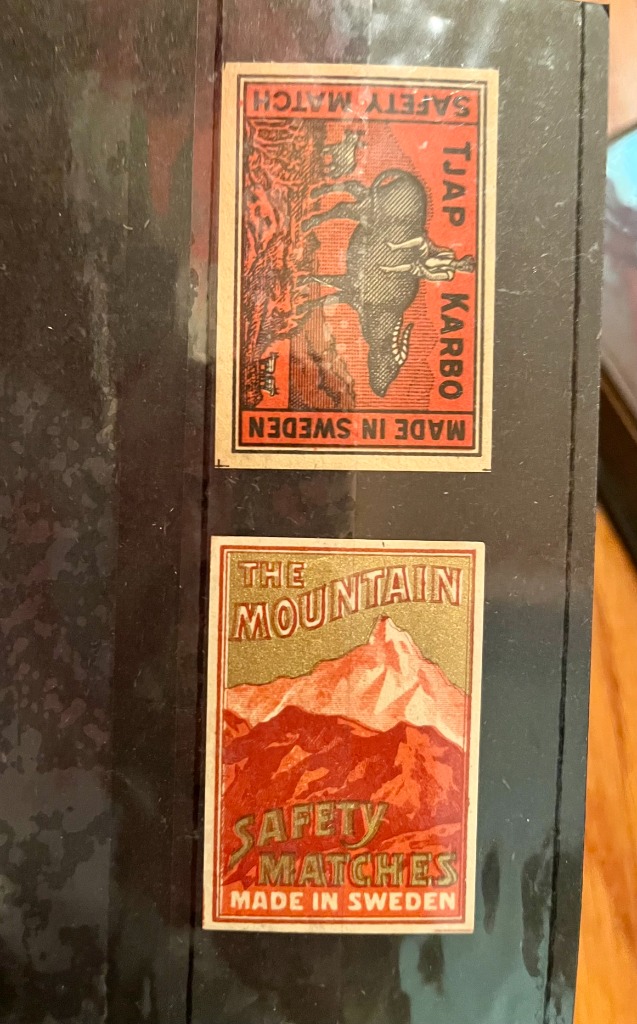 SAFETY MATCH
TJAP KARBO
MADE IN SWEDEN
THE
MOUNTAIN
SAFETY
MATCHES
MADE IN SWEDEN